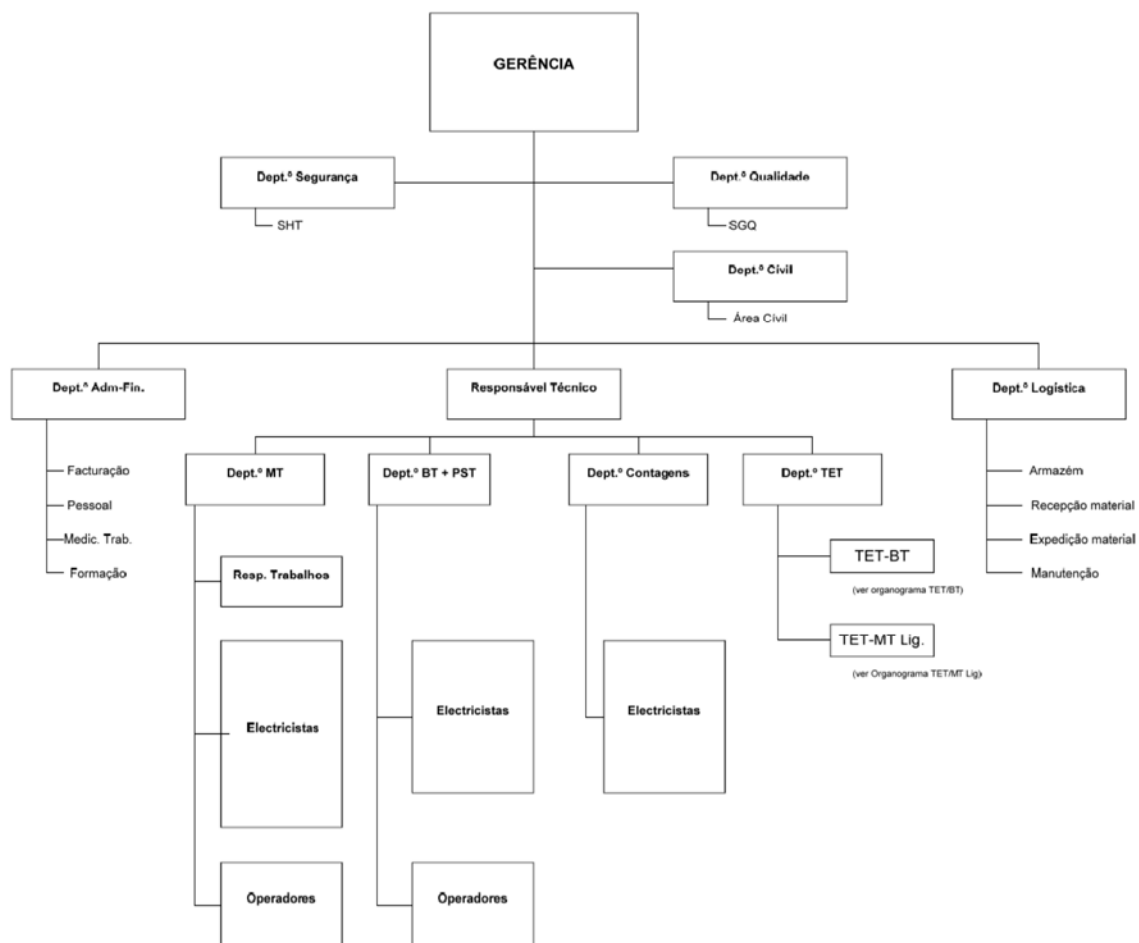 GERÊNCIA
Dept.º Segurança
SHT
Dept.º Qualidade
SGQ
Dept.º Civil
Área Civil
Dept.º Adm-Fin.
Facturação
Pessoal
Medic. Trab.
Formação
Responsável Técnico
Dept.º MT
Resp. Trabalhos
Electricistas
Operadores
Dept.º BT + PST
Electricistas
Operadores
Dept.º Contagens
Electricistas
Dept.º TET
TET-BT
(ver organograma TET/BT)
TET-MT Lig.
(ver Organograma TET/MT Lig)
Dept.º Logística
Armazém
Recepção material
Expedição material
Manutenção